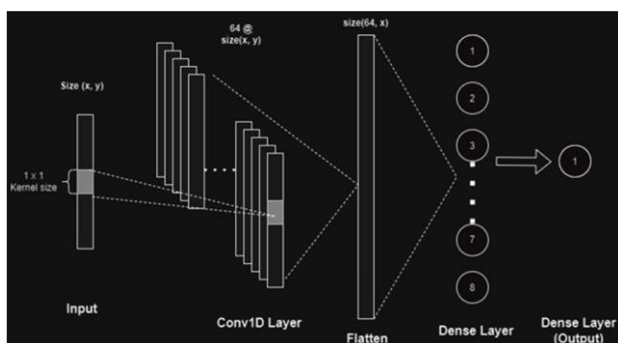 Size (x, y)
1 x 1
Kernel size
Input
64 @
size(x, y)
Conv1D Layer
size(64, x)
Flatten
1
2
3
7
8
Dense Layer
1
Dense Layer
(Output)